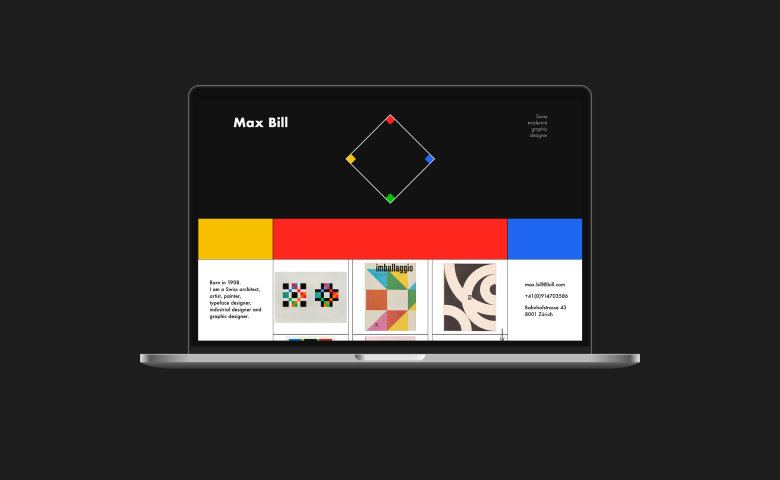 Max Bill
Swiss
modernist
graphic
designer
imballaggio
Born in 1908.
I am a Swiss architect,
artist, painter,
typeface designer,
industrial designer and
graphic designer.
max.bill@bill.com
+41(0)914703586
Bahnhofstrasse 43
8001 Zürich